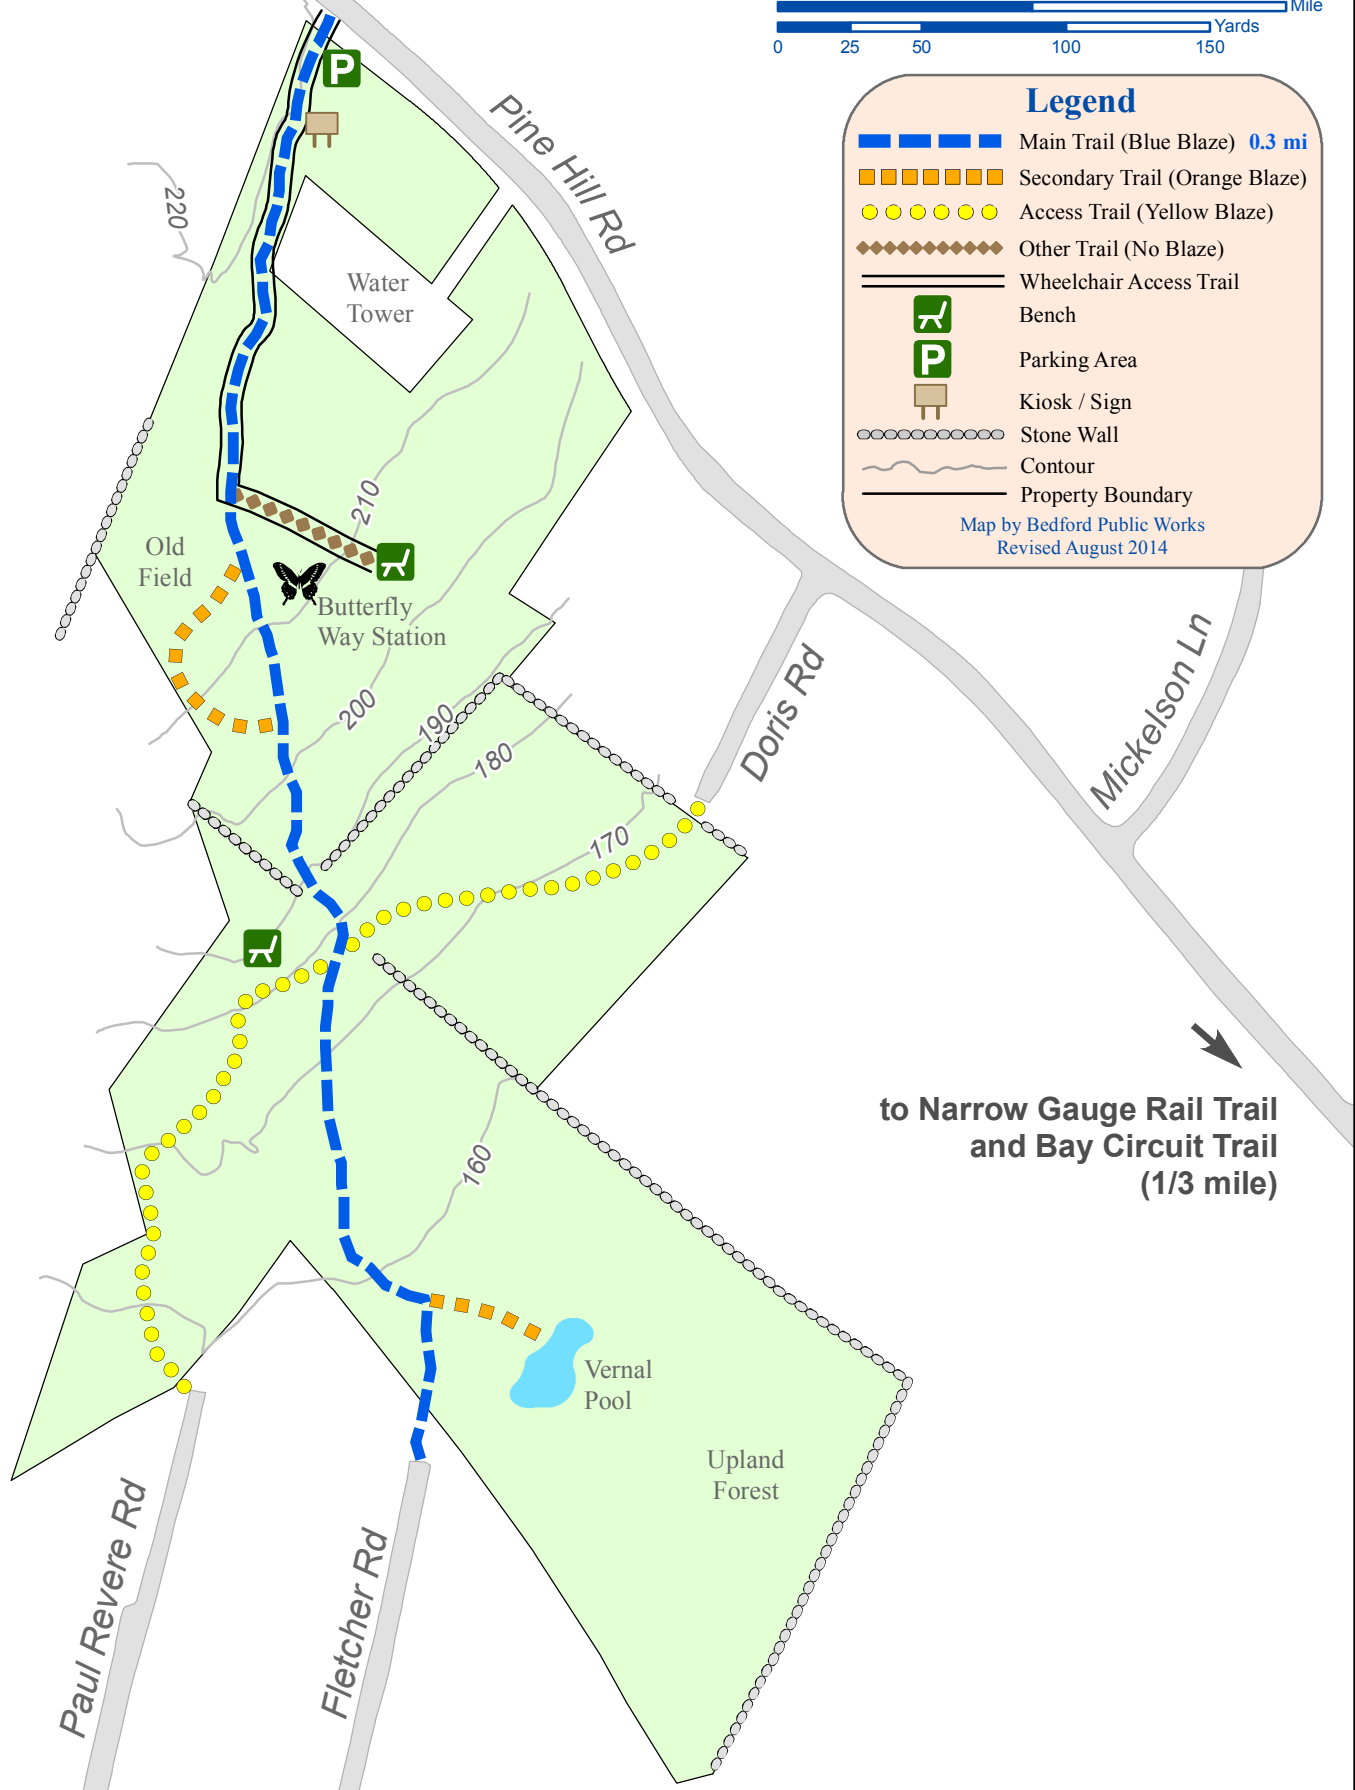 Mile
Yards
0 25 50 100 150
Legend
Main Trail (Blue Blaze) 0.3 mi
Secondary Trail (Orange Blaze)
Access Trail (Yellow Blaze)
Other Trail (No Blaze)
Wheelchair Access Trail
Bench
P
Parking Area
Kiosk / Sign
Stone Wall
Contour
Property Boundary
Map by Bedford Public Works
Revised August 2014
P
Pine Hill Rd
220
Water
Tower
210
Old
Field
Butterfly
Way Station
200
190
180
170
Doris Rd
Mickelson Ln
to Narrow Gauge Rail Trail
and Bay Circuit Trail
(1/3 mile)
160
Vernal
Pool
Upland
Forest
Paul Revere Rd
Fletcher Rd